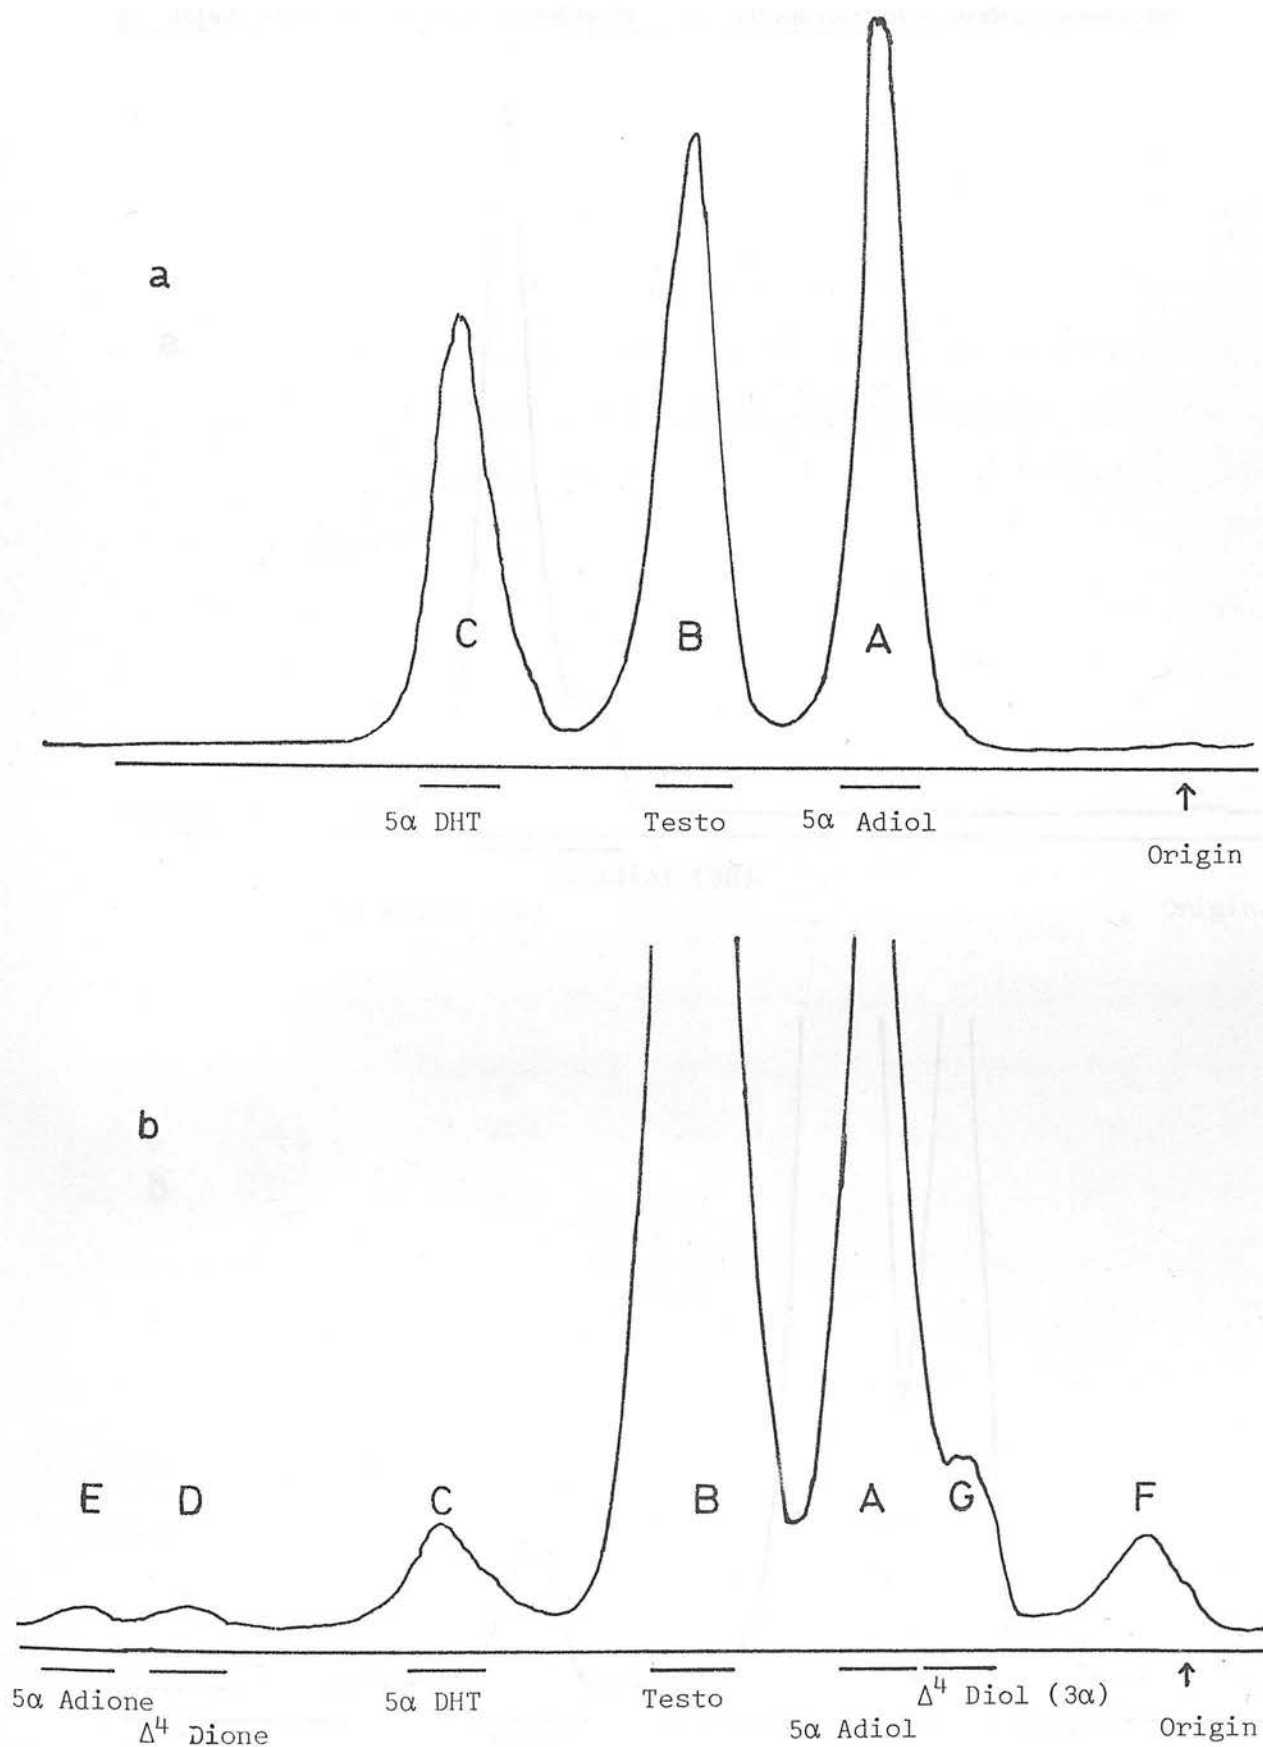 a
C B A
5α DHT Testo 5α Adiol
Origin
b
E D C B A G F
5α Adione 5α DHT Testo Δ⁴ Diol (3α)
Δ⁴ Dione 5α Adiol Origin